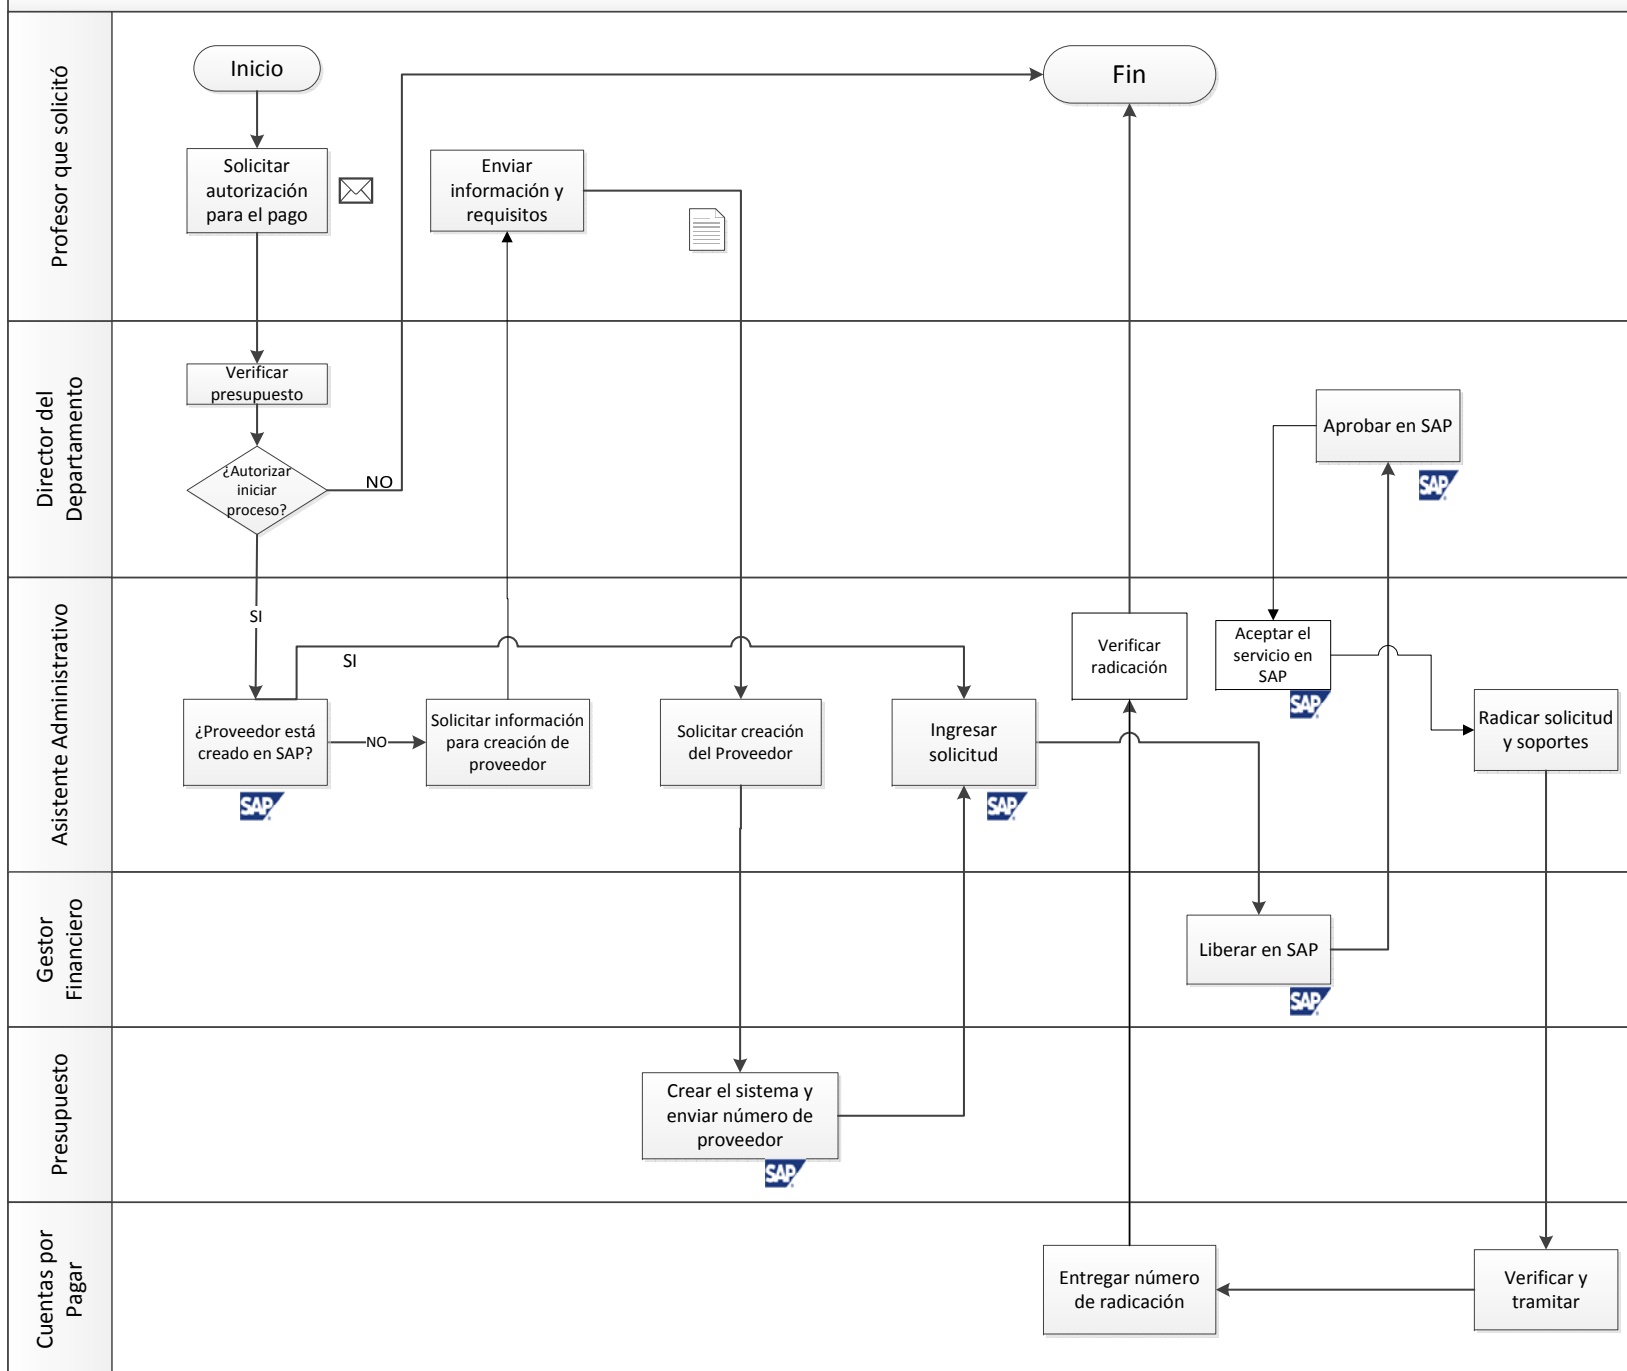 Profesor que solicitó
Inicio
Fin
Solicitar
autorización
para el pago
Enviar
información y
requisitos
Director del
Departamento
Verificar
presupuesto
¿Autorizar
iniciar
proceso?
NO
SI
Aprobar en SAP
SAP
Asistente Administrativo
SI
¿Proveedor está
creado en SAP?
SAP
NO
Solicitar información
para creación de
proveedor
Solicitar creación
del Proveedor
Ingresar
solicitud
SAP
Verificar
radicación
Aceptar el
servicio en
SAP
SAP
Radicar solicitud
y soportes
Gestor
Financiero
Liberar en SAP
SAP
Presupuesto
Crear el sistema y
enviar número de
proveedor
SAP
Cuentas por
Pagar
Entregar número
de radicación
Verificar y
tramitar